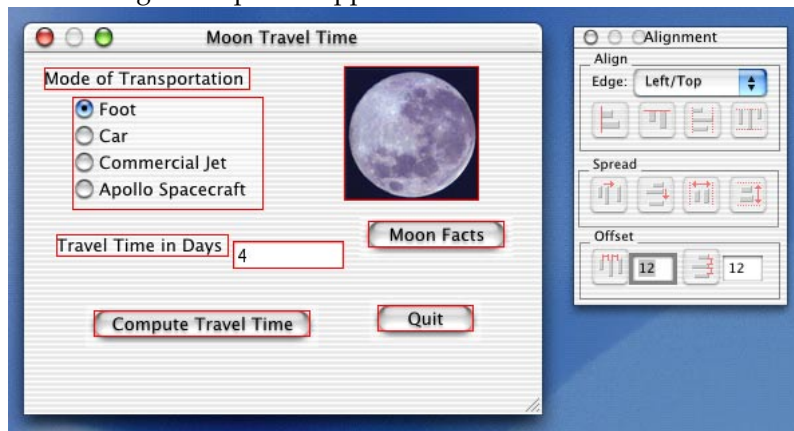 Moon Travel Time
Mode of Transportation
Foot
Car
Commercial Jet
Apollo Spacecraft
Moon Facts
Travel Time in Days
4
Compute Travel Time
Quit
Alignment
Align
Edge: Left/Top
Spread
Offset
12
12